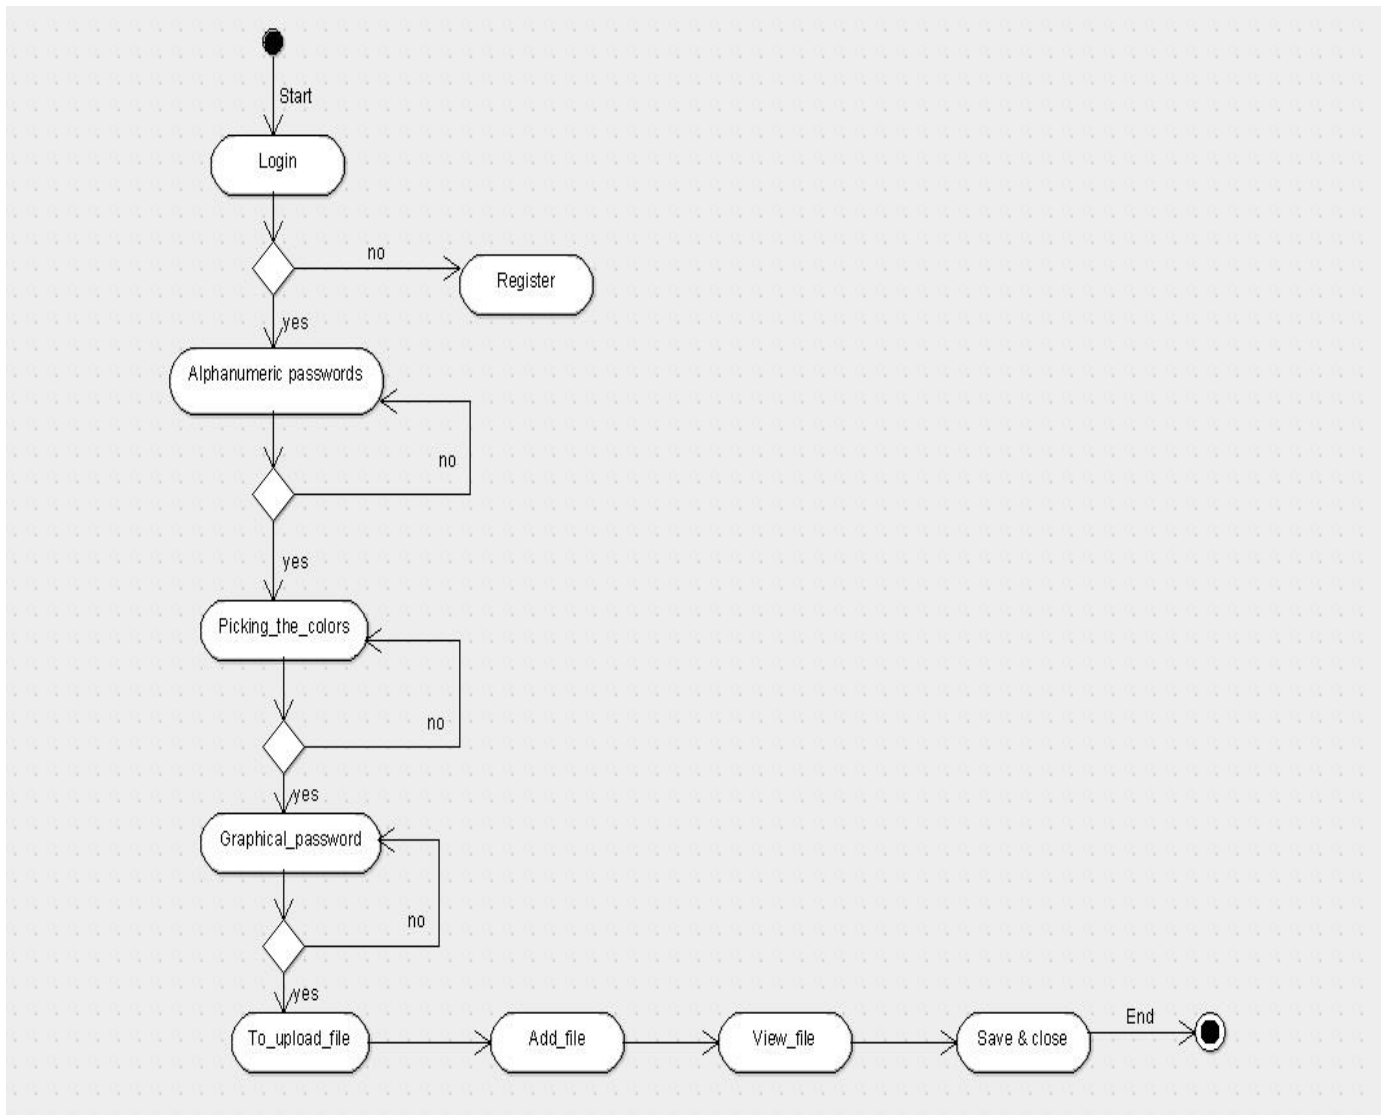 Start
Login
no
Register
yes
Alphanumeric passwords
no
yes
Picking_the_colors
no
yes
Graphical_password
no
yes
To_upload_file
Add_file
View_file
Save & close
End